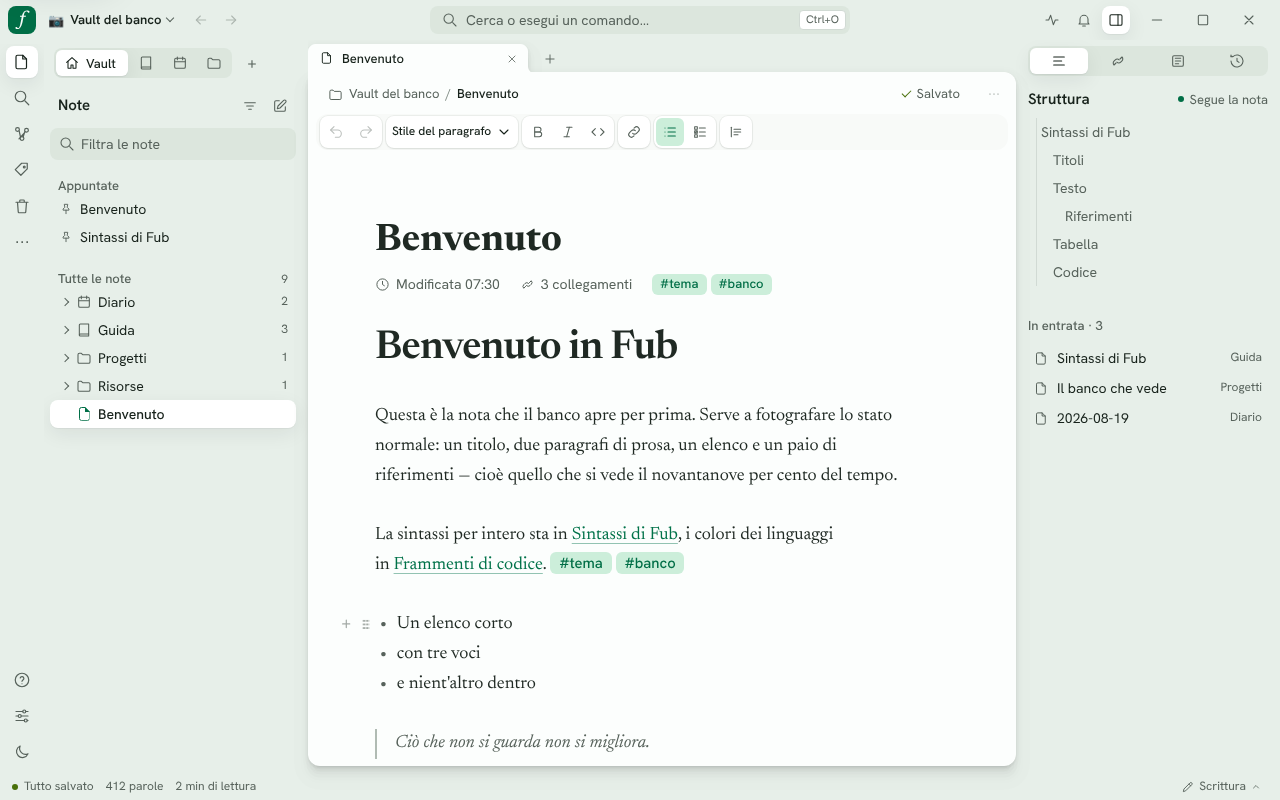 Vault del banco
Cerca o esegui un comando…
Ctrl+O
Vault
Benvenuto
Note
Filtra le note
Appuntate
Benvenuto
Sintassi di Fub
Tutte le note 9
Diario 2
Guida 3
Progetti 1
Risorse 1
Benvenuto
Vault del banco / Benvenuto
Salvato
Stile del paragrafo
Benvenuto
Modificata 07:30 3 collegamenti #tema #banco
Benvenuto in Fub
Questa è la nota che il banco apre per prima. Serve a fotografare lo stato
normale: un titolo, due paragrafi di prosa, un elenco e un paio di
riferimenti — cioè quello che si vede il novantanove per cento del tempo.
La sintassi per intero sta in Sintassi di Fub, i colori dei linguaggi
in Frammenti di codice. #tema #banco
• Un elenco corto
• con tre voci
• e nient'altro dentro
Ciò che non si guarda non si migliora.
Struttura
Segue la nota
Sintassi di Fub
Titoli
Testo
Riferimenti
Tabella
Codice
In entrata · 3
Sintassi di Fub Guida
Il banco che vede Progetti
2026-08-19 Diario
Tutto salvato 412 parole 2 min di lettura
Scrittura